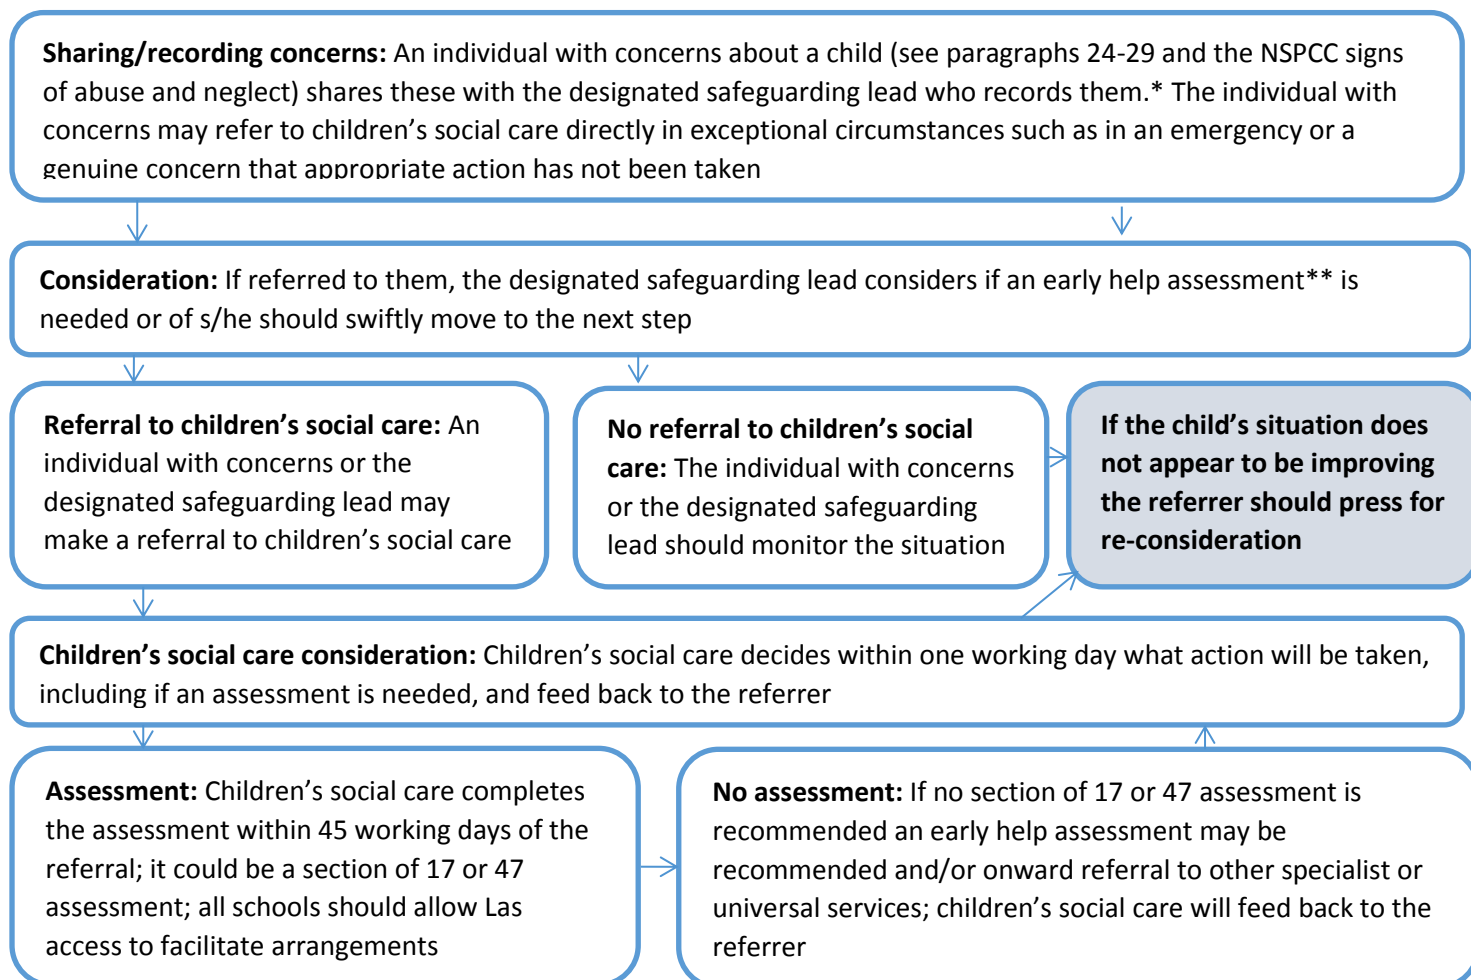 Sharing/recording concerns: An individual with concerns about a child (see paragraphs 24-29 and the NSPCC signs
of abuse and neglect) shares these with the designated safeguarding lead who records them.* The individual with
concerns may refer to children’s social care directly in exceptional circumstances such as in an emergency or a
genuine concern that appropriate action has not been taken
Consideration: If referred to them, the designated safeguarding lead considers if an early help assessment** is
needed or of s/he should swiftly move to the next step
Referral to children’s social care: An
individual with concerns or the
designated safeguarding lead may
make a referral to children’s social care
No referral to children’s social
care: The individual with concerns
or the designated safeguarding
lead should monitor the situation
If the child’s situation does
not appear to be improving
the referrer should press for
re-consideration
Children’s social care consideration: Children’s social care decides within one working day what action will be taken,
including if an assessment is needed, and feed back to the referrer
Assessment: Children’s social care completes
the assessment within 45 working days of the
referral; it could be a section of 17 or 47
assessment; all schools should allow Las
access to facilitate arrangements
No assessment: If no section of 17 or 47 assessment is
recommended an early help assessment may be
recommended and/or onward referral to other specialist or
universal services; children’s social care will feed back to the
referrer